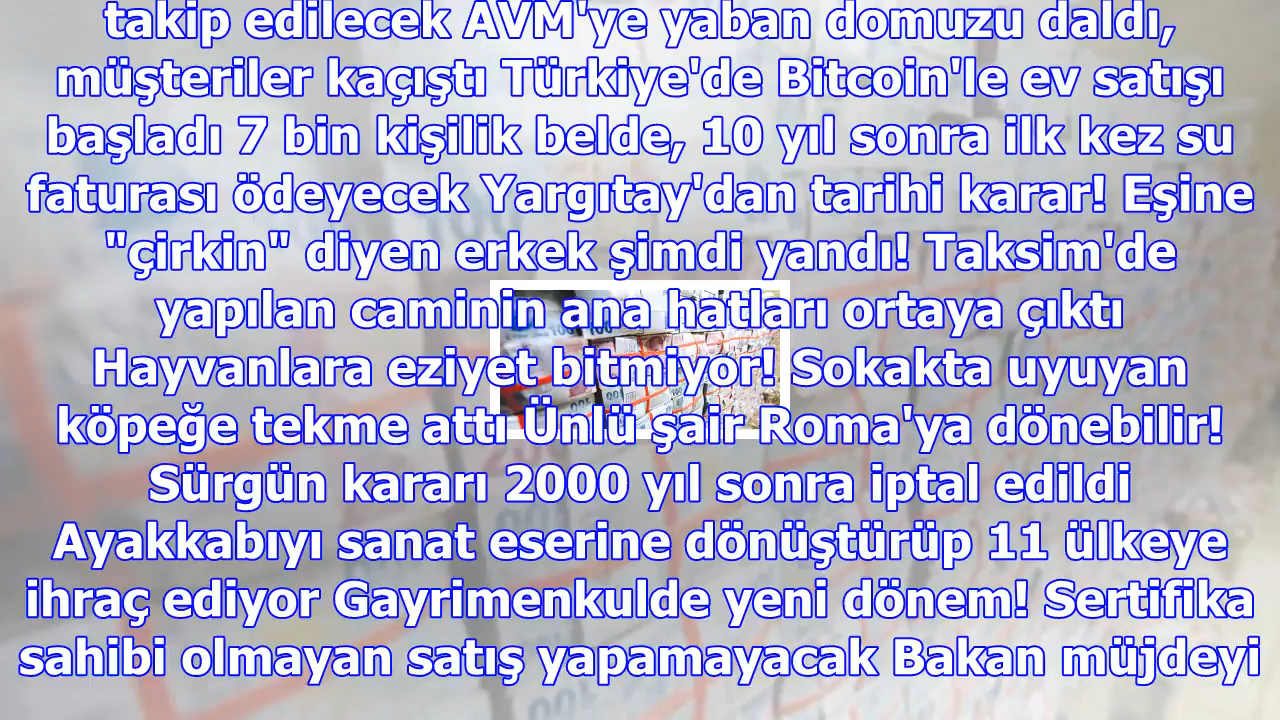 takip edilecek AVM'ye yaban domuzu daldı,
müşteriler kaçıştı Türkiye'de Bitcoin'le ev satışı
başladı 7 bin kişilik belde, 10 yıl sonra ilk kez su
faturası ödeyecek Yargıtay'dan tarihi karar! Eşine
"çirkin" diyen erkek şimdi yandı! Taksim'de
yapılan caminin ana hatları ortaya çıktı
Hayvanlara eziyet bitmiyor! Sokakta uyuyan
köpeğe tekme attı Ünlü şair Roma'ya dönebilir!
Sürgün kararı 2000 yıl sonra iptal edildi
Ayakkabıyı sanat eserine dönüştürüp 11 ülkeye
ihraç ediyor Gayrimenkulde yeni dönem! Sertifika
sahibi olmayan satış yapamayacak Bakan müjdeyi